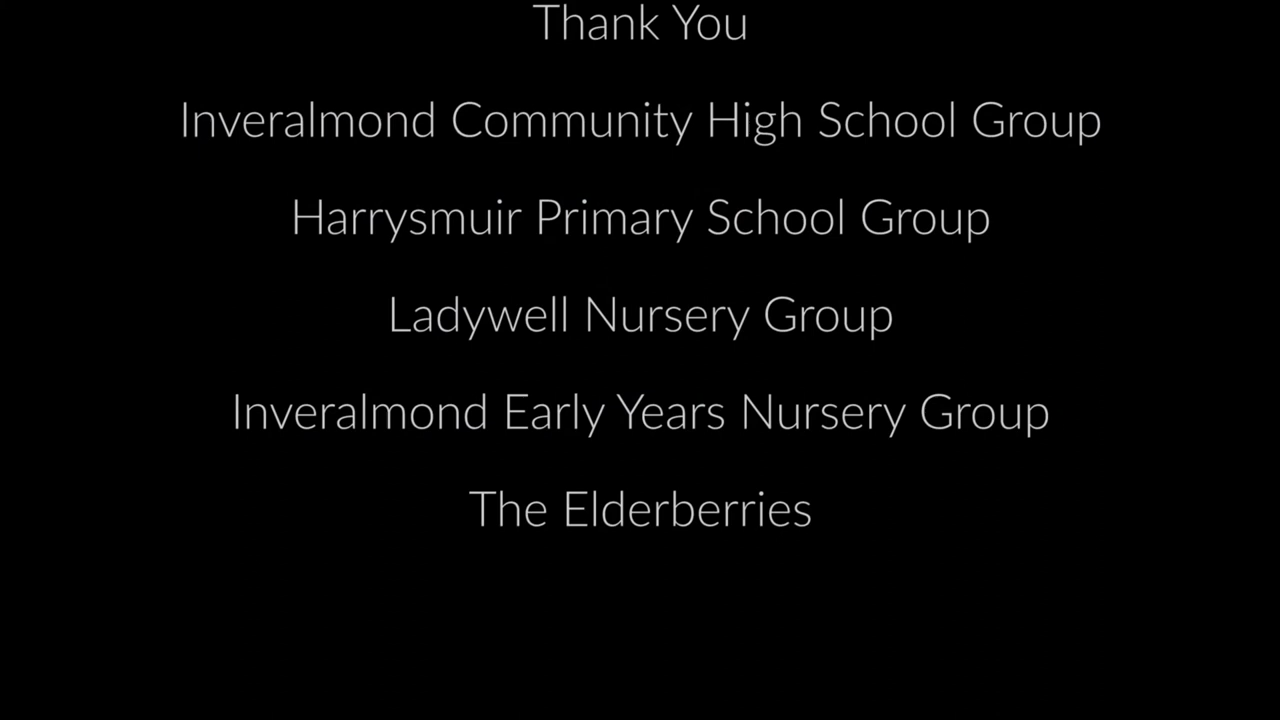 Thank You
Inveralmond Community High School Group
Harrysmuir Primary School Group
Ladywell Nursery Group
Inveralmond Early Years Nursery Group
The Elderberries